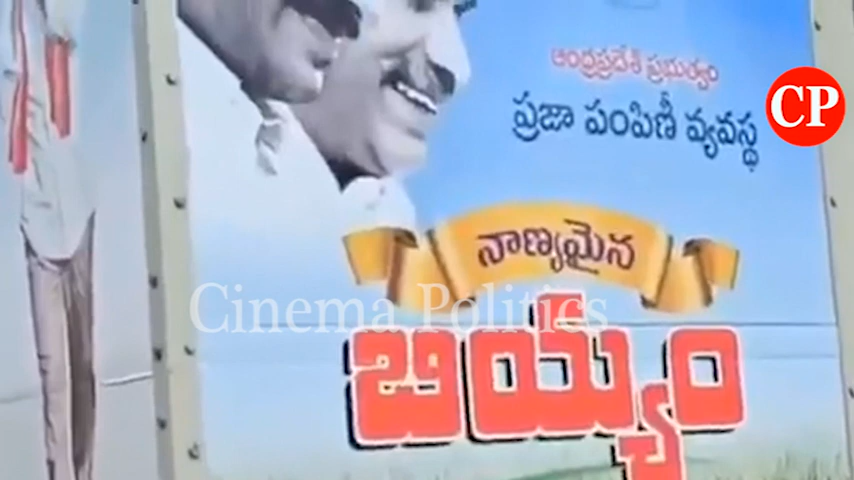 ఆంధ్రప్రదేశ్ ప్రభుత్వం
ప్రజా పంపిణీ వ్యవస్థ
CP
నాణ్యమైన
Cinema Politics
బియ్యం